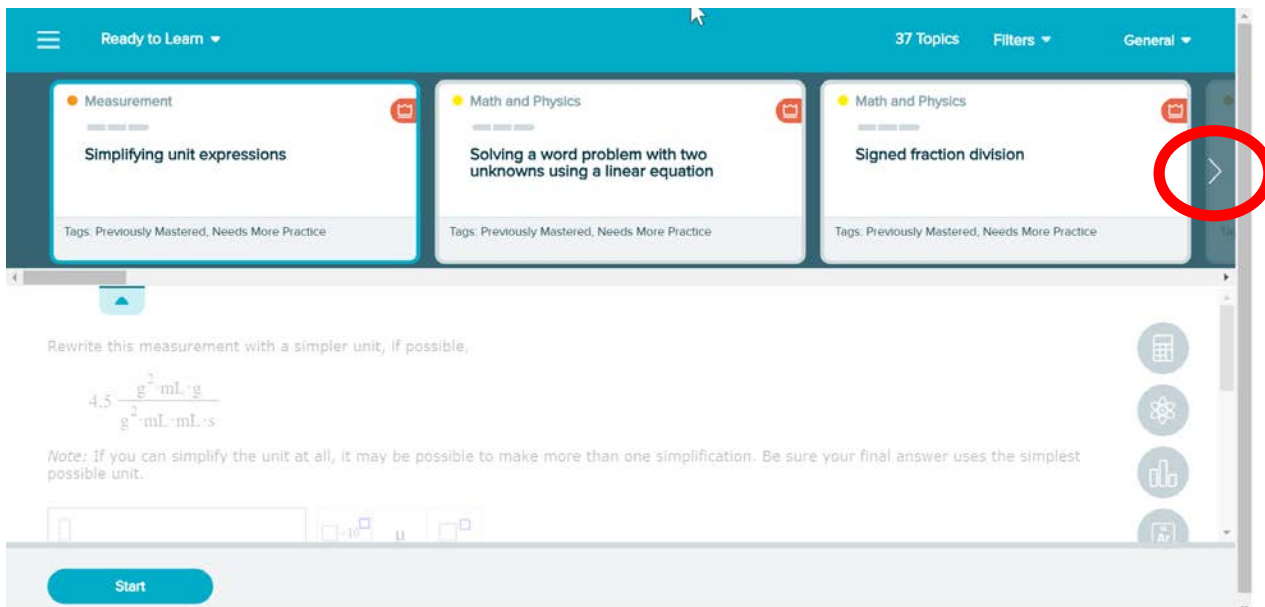 Ready to Learn
37 Topics
Filters
General
Measurement
Simplifying unit expressions
Tags: Previously Mastered, Needs More Practice
Math and Physics
Solving a word problem with two
unknowns using a linear equation
Tags: Previously Mastered, Needs More Practice
Math and Physics
Signed fraction division
Tags: Previously Mastered, Needs More Practice
Rewrite this measurement with a simpler unit, if possible.
4.5 g²·mL·g
g²·mL·mL·s
Note: If you can simplify the unit at all, it may be possible to make more than one simplification. Be sure your final answer uses the simplest
possible unit.
·10 μ
Ar
Start